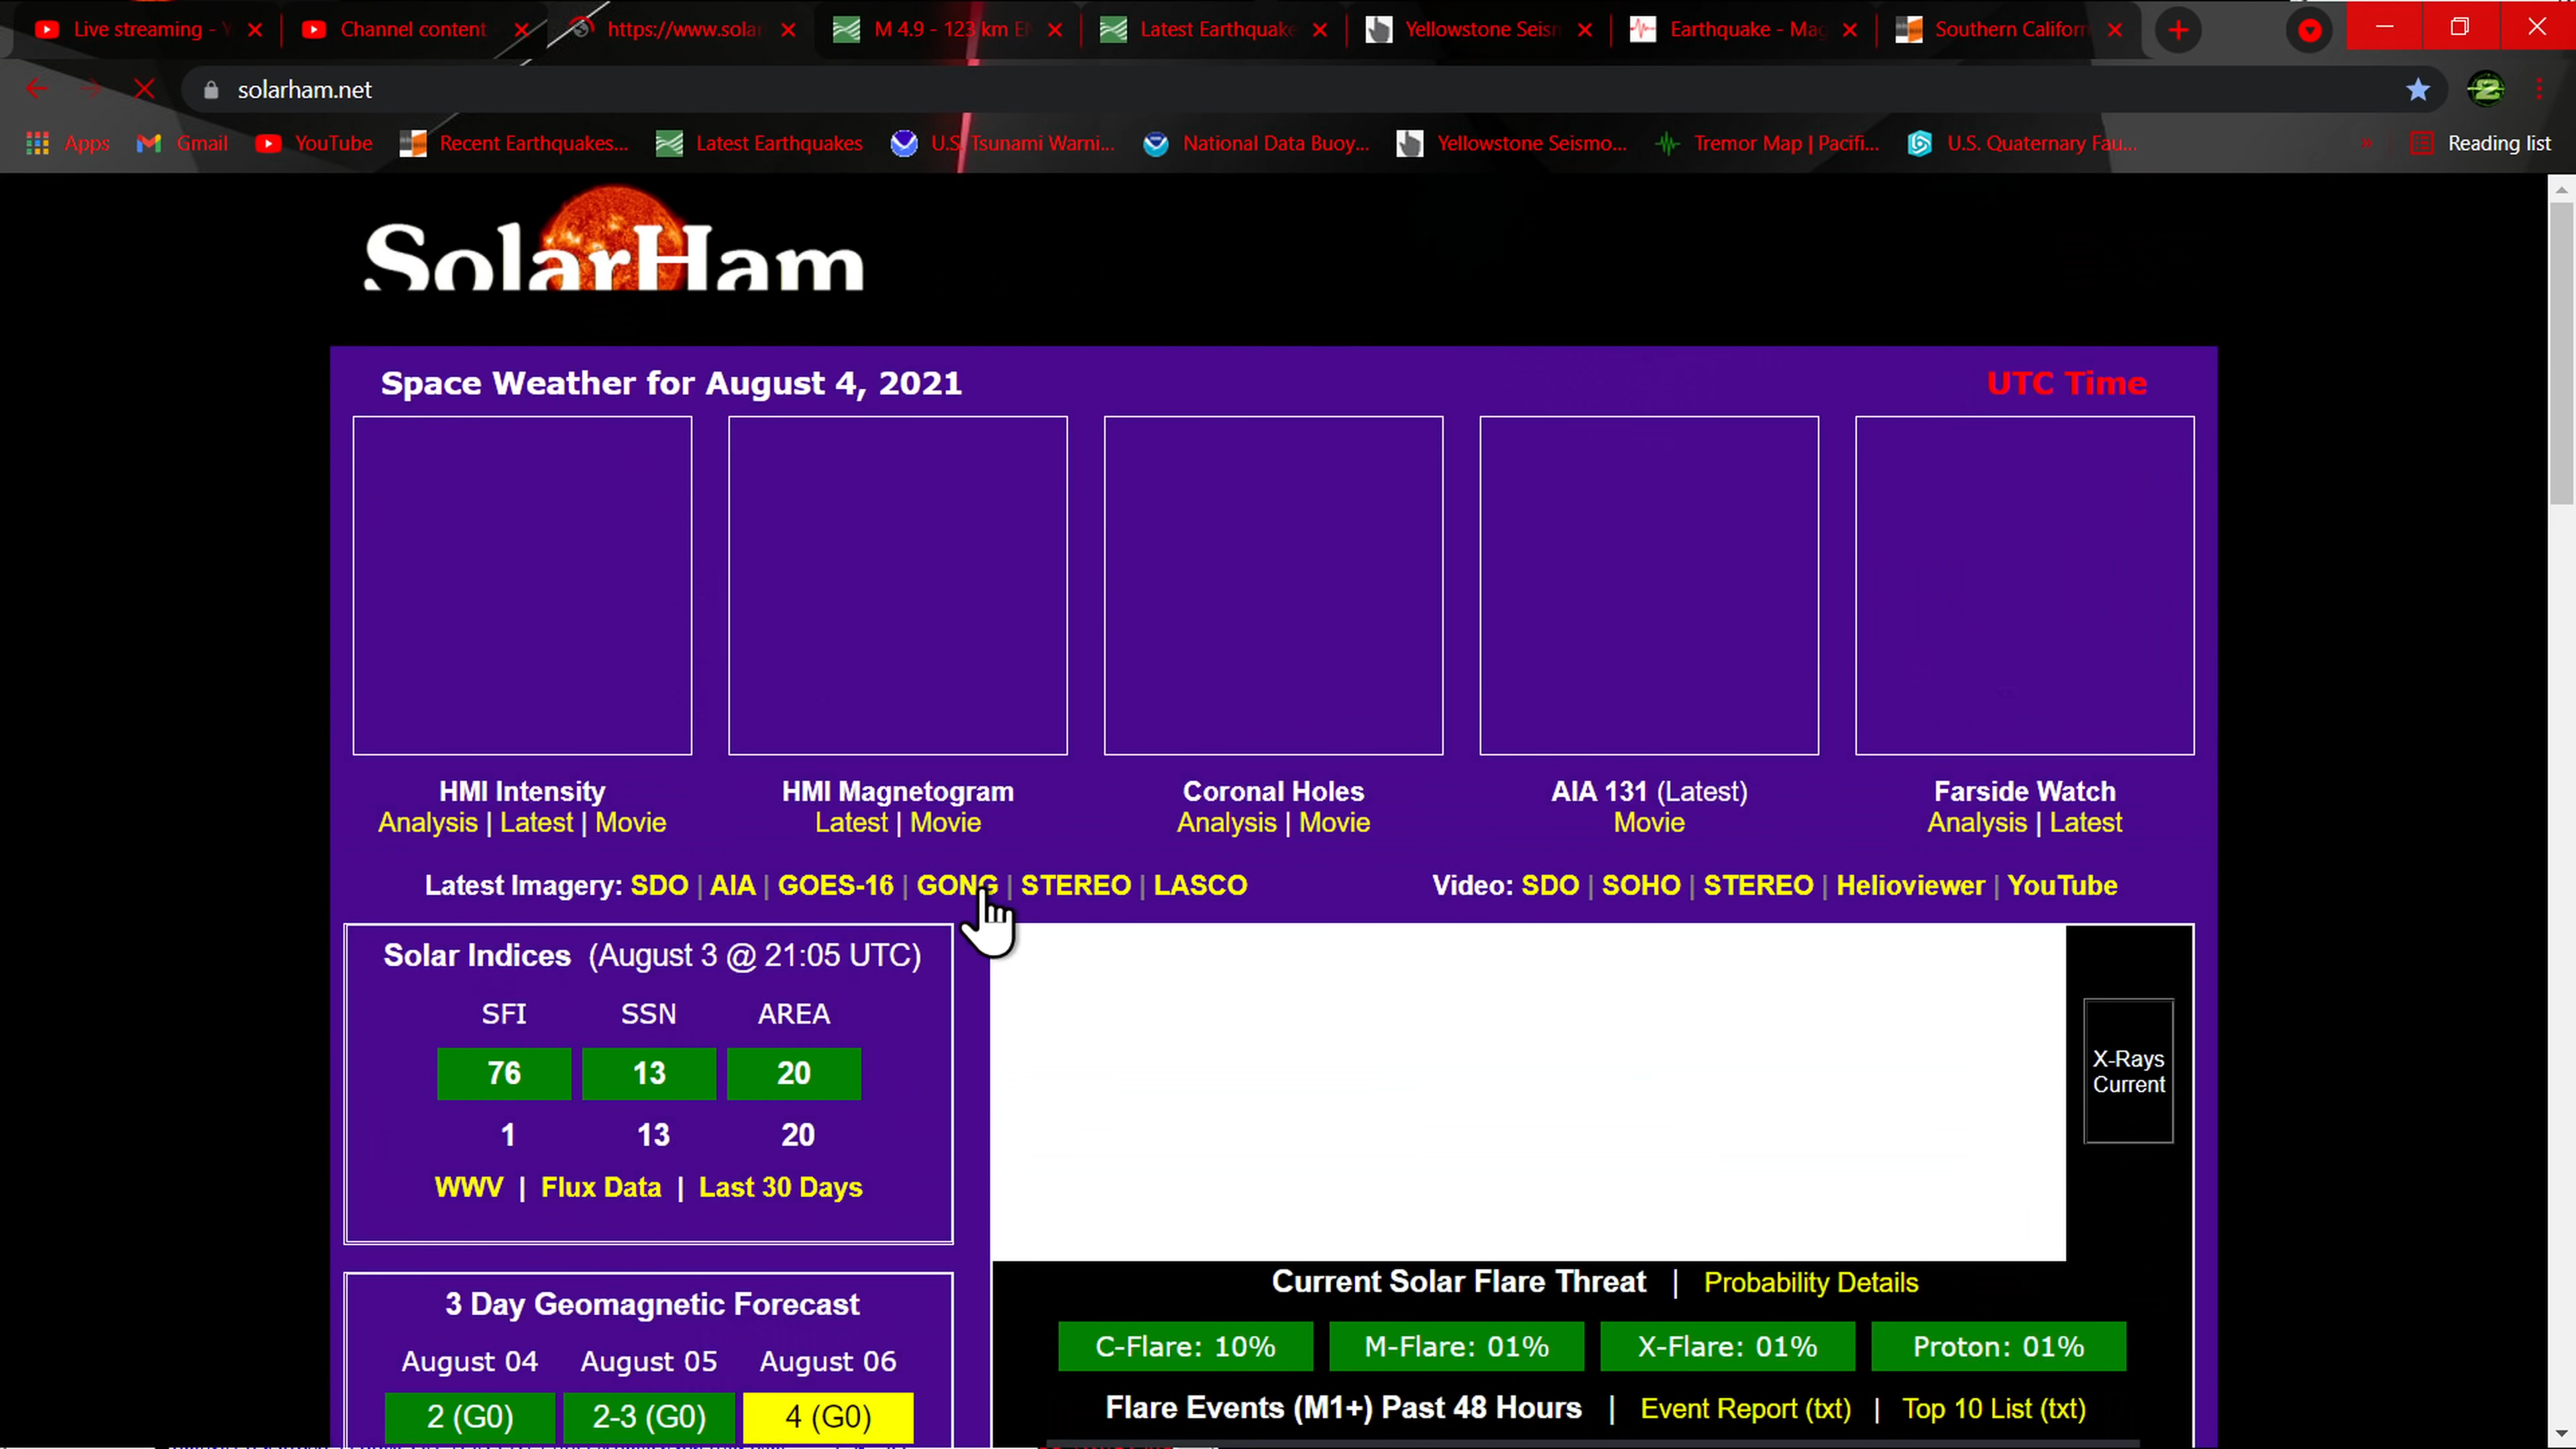 Live streaming - Y
Channel content
https://www.solar
M 4.9 - 123 km EN
Latest Earthquake
Yellowstone Seism
Earthquake - Mag
Southern Californ
solarham.net
Apps
Gmail
YouTube
Recent Earthquakes...
Latest Earthquakes
U.S. Tsunami Warni...
National Data Buoy...
Yellowstone Seismo...
Tremor Map | Pacifi...
U.S. Quaternary Fau...
»
Reading list
SolarHam
Space Weather for August 4, 2021
UTC Time
HMI Intensity
Analysis | Latest | Movie
HMI Magnetogram
Latest | Movie
Coronal Holes
Analysis | Movie
AIA 131 (Latest)
Movie
Farside Watch
Analysis | Latest
Latest Imagery: SDO | AIA | GOES-16 | GONG | STEREO | LASCO
Video: SDO | SOHO | STEREO | Helioviewer | YouTube
Solar Indices (August 3 @ 21:05 UTC)
SFI SSN AREA
76 13 20
1 13 20
WWV | Flux Data | Last 30 Days
X-Rays
Current
3 Day Geomagnetic Forecast
August 04 August 05 August 06
2 (G0) 2-3 (G0) 4 (G0)
Current Solar Flare Threat | Probability Details
C-Flare: 10% M-Flare: 01% X-Flare: 01% Proton: 01%
Flare Events (M1+) Past 48 Hours | Event Report (txt) | Top 10 List (txt)